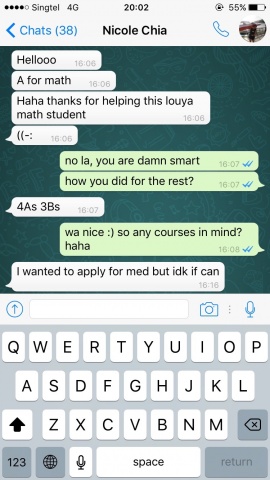 Singtel 4G 20:02 55%
Chats (38) Nicole Chia
Hellooo 16:06
A for math 16:06
Haha thanks for helping this louya
math student 16:06
((-: 16:06
no la, you are damn smart 16:07
how you did for the rest? 16:07
4As 3Bs 16:07
wa nice :) so any courses in mind?
haha 16:08
I wanted to apply for med but idk if can
16:16
Q W E R T Y U I O P
A S D F G H J K L
Z X C V B N M
123 space return